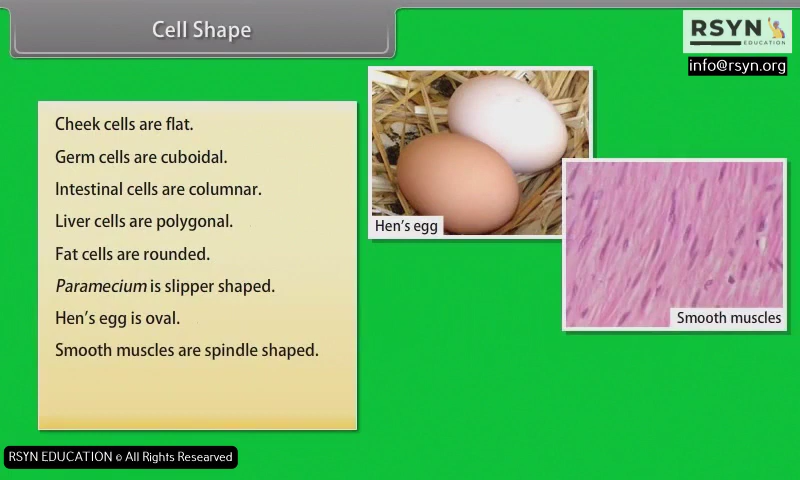 Cell Shape
RSYN
EDUCATION
info@rsyn.org
Cheek cells are flat.
Germ cells are cuboidal.
Intestinal cells are columnar.
Liver cells are polygonal.
Fat cells are rounded.
Paramecium is slipper shaped.
Hen's egg is oval.
Smooth muscles are spindle shaped.
Hen's egg
Smooth muscles
RSYN EDUCATION © All Rights Researved